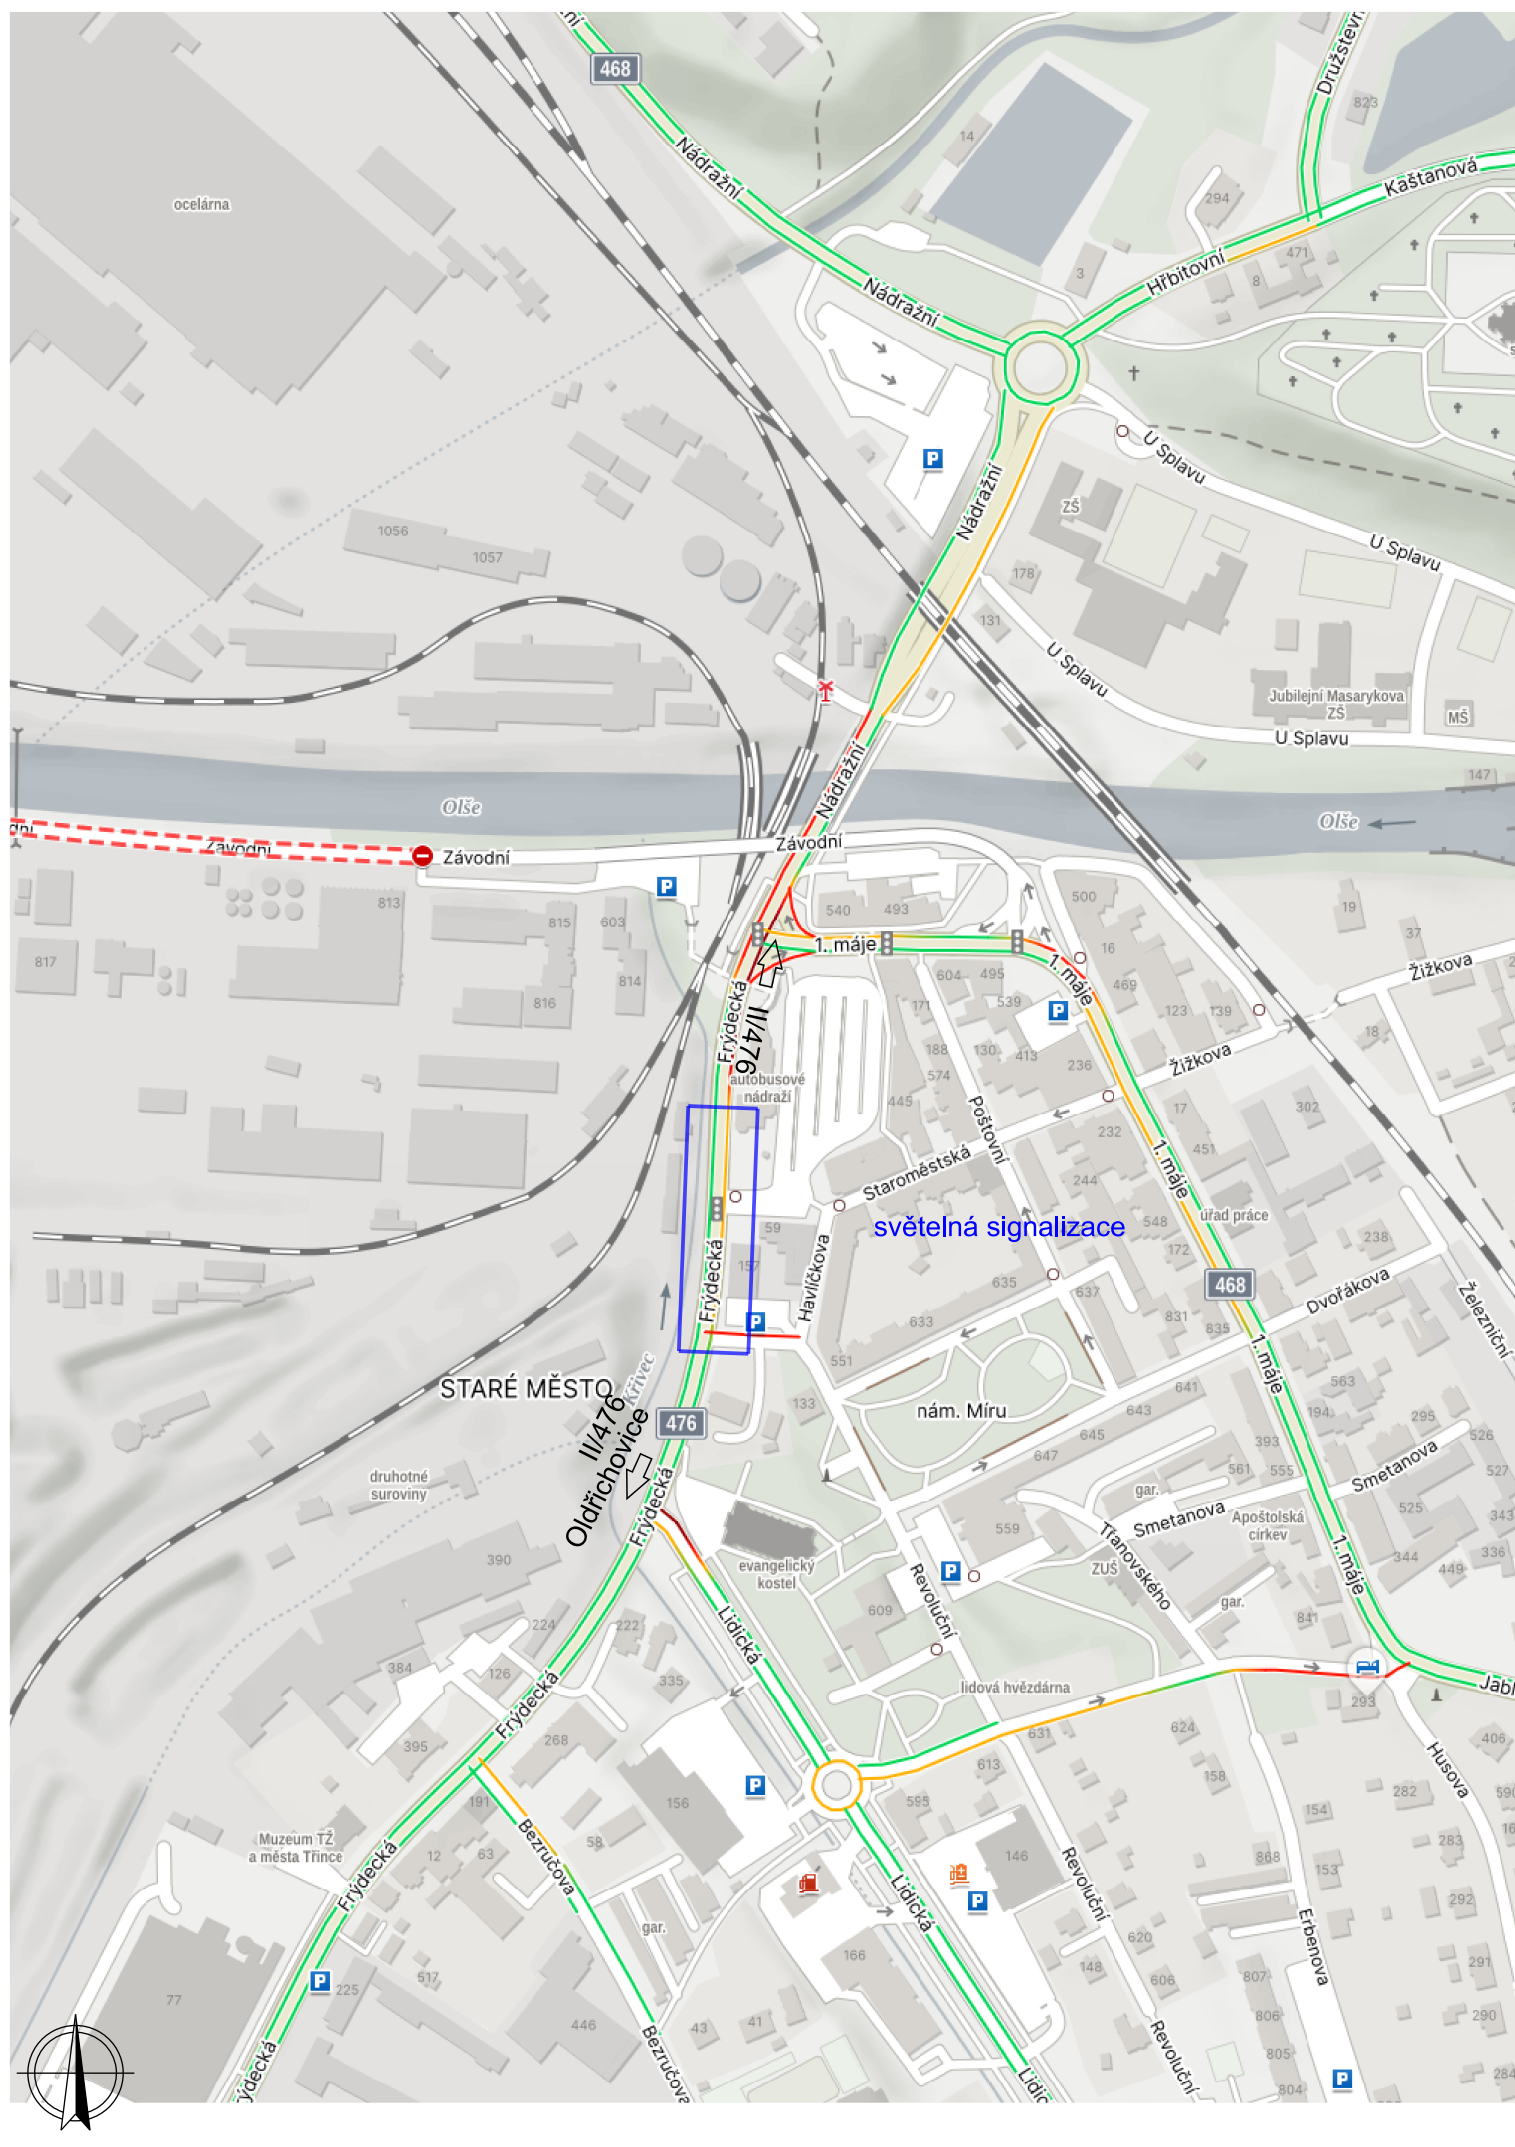 ní
468
Družstevn
823
14
Nádražní
Kaštanová
ocelárna
294
471
Hřbitovní
3
8
Nádražní
P
U Splavu
Nádražní
ZŠ
1056
1057
U Splavu
178
131
U Splavu
Jubilejní Masarykova
ZŠ
MŠ
U Splavu
147
Olše
Nádražní
Olše
Závodní
Závodní
Závodní
P
500
19
813
815
603
540
493
37
1. máje
16
817
814
604
495
1. máje
469
Žižkova
816
Frýdecká
II/476
171
539
P
123
139
18
188
130
413
236
Žižkova
574
autobusové
nádraží
445
Poštovní
17
302
232
1. máje
451
Staroměstská
244
úřad práce
59
světelná signalizace
548
238
157
Frýdecká
Havlíčkova
172
635
637
468
Dvořákova
Železniční
P
633
831
835
551
1. máje
Křivec
STARÉ MĚSTO
563
641
II/476
Oldřichovice
476
133
nám. Míru
643
194
295
645
526
393
647
druhotné
suroviny
561
555
Smetanova
527
gar.
Frýdecká
Smetanova
Apoštolská
církev
525
343
559
Třanovského
1. máje
390
evangelický
kostel
P
ZUŠ
344
449
336
Revoluční
gar.
609
841
224
222
Lidická
384
126
335
lidová hvězdárna
Jabl
293
Frýdecká
631
624
406
395
268
613
158
Husova
P
282
590
191
156
595
154
Bezručova
58
283
16
Muzeum TŽ
a města Třince
12
63
146
868
153
Frýdecká
Lidická
P
Revoluční
292
gar.
Erbenova
620
166
P
517
225
148
606
807
291
77
806
290
446
43
41
Bezručova
Revoluční
805
ýdecká
Lidic
P
804
284